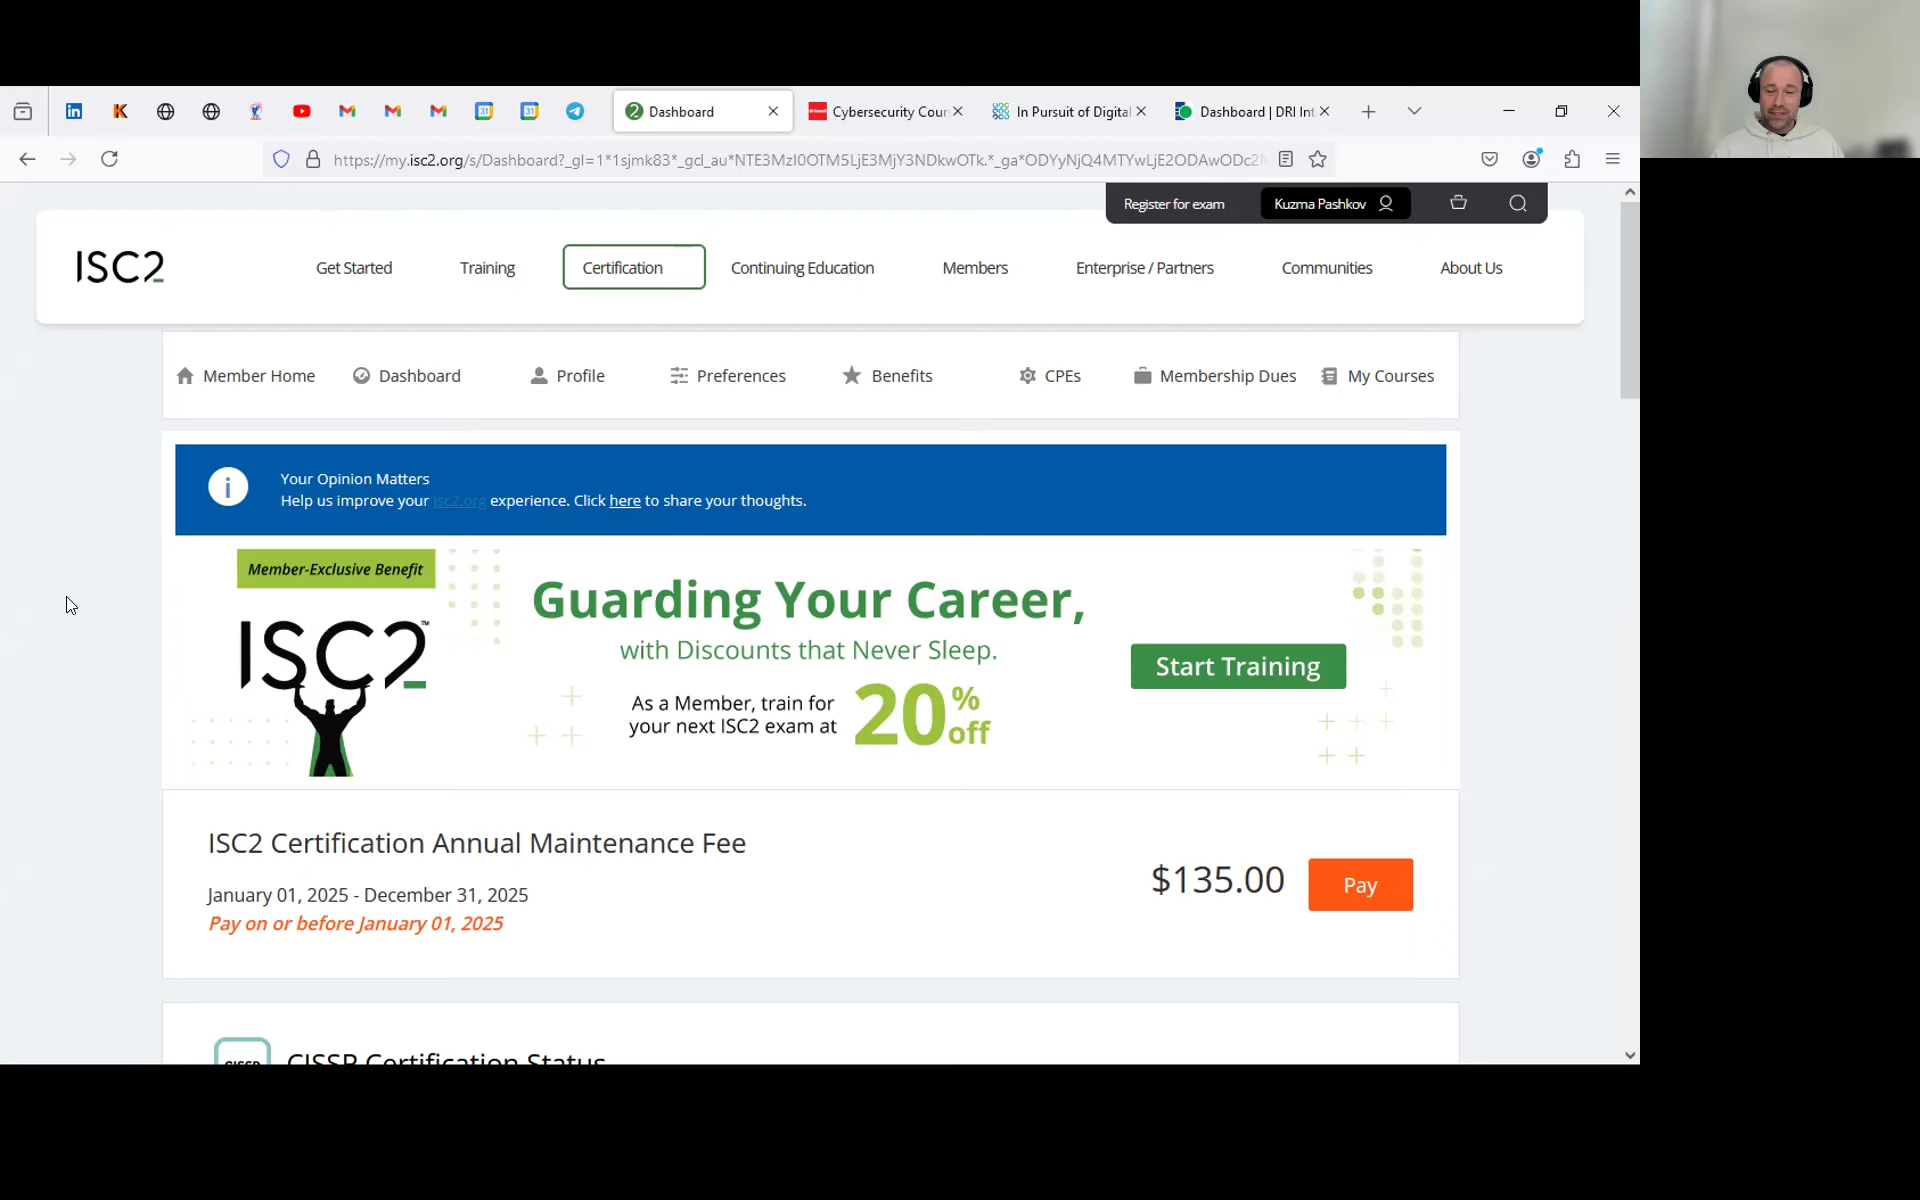 Dashboard
Cybersecurity Cour
In Pursuit of Digital
Dashboard | DRI Int
https://my.isc2.org/s/Dashboard?_gl=1*1sjmk83*_gcl_au*NTE3MzI0OTM5LjE3MjY3NDkwOTk.*_ga*ODYyNjQ4MTYwLjE2ODAwODc2
Register for exam
Kuzma Pashkov
ISC2
Get Started
Training
Certification
Continuing Education
Members
Enterprise / Partners
Communities
About Us
Member Home
Dashboard
Profile
Preferences
Benefits
CPEs
Membership Dues
My Courses
Your Opinion Matters
Help us improve your isc2.org experience. Click here to share your thoughts.
Member-Exclusive Benefit
ISC2™
Guarding Your Career,
with Discounts that Never Sleep.
As a Member, train for
your next ISC2 exam at
20% off
Start Training
ISC2 Certification Annual Maintenance Fee
January 01, 2025 - December 31, 2025
Pay on or before January 01, 2025
$135.00
Pay
CISSP
CISSP Certification Status